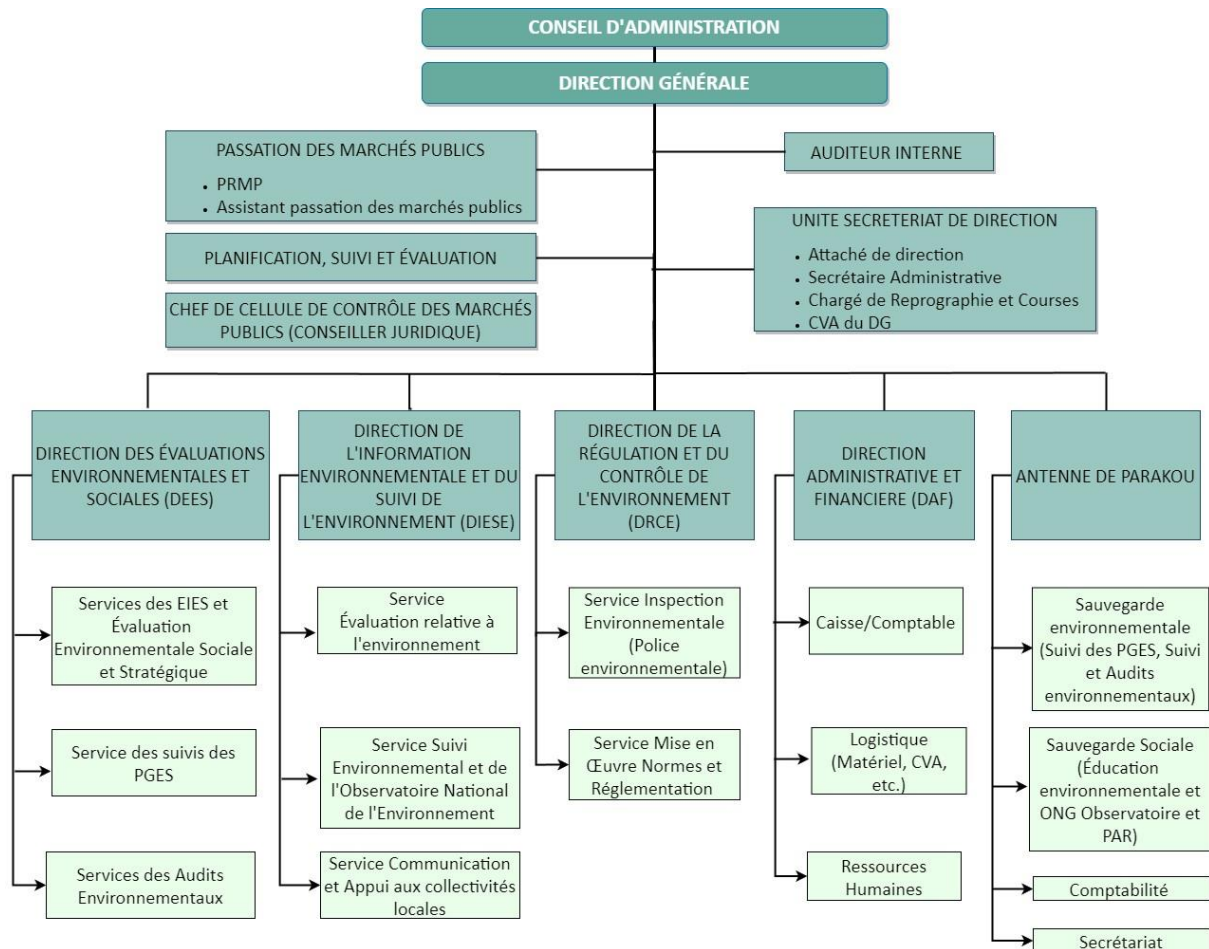 CONSEIL D'ADMINISTRATION
DIRECTION GÉNÉRALE
PASSATION DES MARCHÉS PUBLICS
• PRMP
• Assistant passation des marchés publics
AUDITEUR INTERNE
PLANIFICATION, SUIVI ET ÉVALUATION
UNITE SECRETERIAT DE DIRECTION
• Attaché de direction
• Secrétaire Administrative
• Chargé de Reprographie et Courses
• CVA du DG
CHEF DE CELLULE DE CONTRÔLE DES MARCHÉS
PUBLICS (CONSEILLER JURIDIQUE)
DIRECTION DES ÉVALUATIONS
ENVIRONNEMENTALES ET
SOCIALES (DEES)
Services des EIES et
Évaluation
Environnementale Sociale
et Stratégique
Service des suivis des
PGES
Services des Audits
Environnementaux
DIRECTION DE
L'INFORMATION
ENVIRONNEMENTALE ET DU
SUIVI DE
L'ENVIRONNEMENT (DIESE)
Service
Évaluation relative à
l'environnement
Service Suivi
Environnemental et de
l'Observatoire National
de l'Environnement
Service Communication
et Appui aux collectivités
locales
DIRECTION DE LA
RÉGULATION ET DU
CONTRÔLE DE
L'ENVIRONNEMENT
(DRCE)
Service Inspection
Environnementale
(Police
environnementale)
Service Mise en
Œuvre Normes et
Réglementation
DIRECTION
ADMINISTRATIVE ET
FINANCIERE (DAF)
Caisse/Comptable
Logistique
(Matériel, CVA,
etc.)
Ressources
Humaines
ANTENNE DE PARAKOU
Sauvegarde
environnementale
(Suivi des PGES, Suivi
et Audits
environnementaux)
Sauvegarde Sociale
(Éducation
environnementale et
ONG Observatoire et
PAR)
Comptabilité
Secrétariat